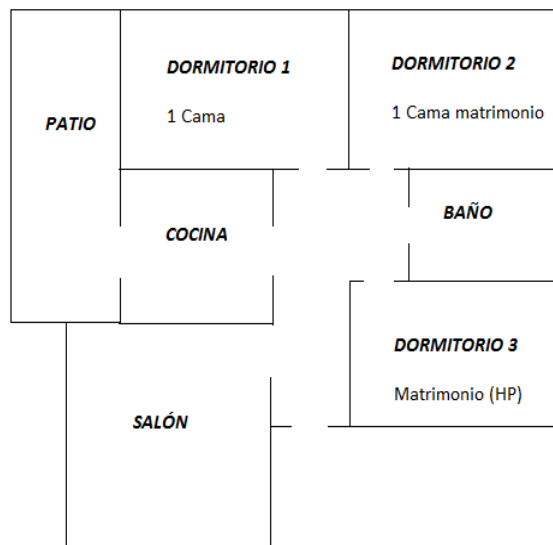 DORMITORIO 1
1 Cama
DORMITORIO 2
1 Cama matrimonio
PATIO
COCINA
BAÑO
DORMITORIO 3
Matrimonio (HP)
SALÓN